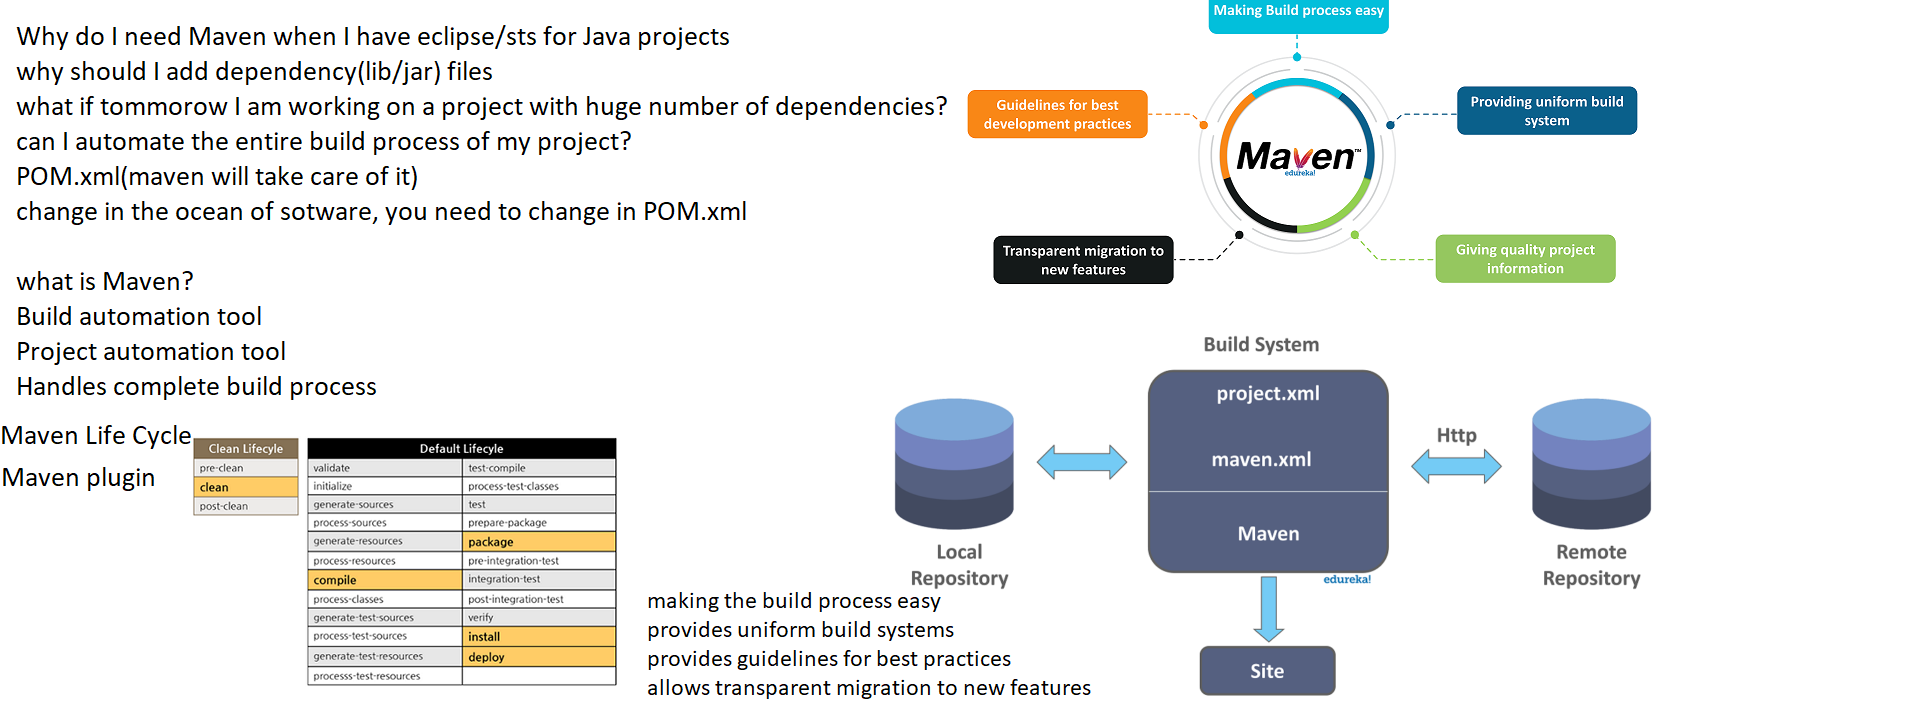 Why do I need Maven when I have eclipse/sts for Java projects
why should I add dependency(lib/jar) files
what if tommorow I am working on a project with huge number of dependencies?
can I automate the entire build process of my project?
POM.xml(maven will take care of it)
change in the ocean of sotware, you need to change in POM.xml
what is Maven?
Build automation tool
Project automation tool
Handles complete build process
Maven Life Cycle
Maven plugin
Clean Lifecyle
pre-clean
clean
post-clean
Default Lifecyle
validate
initialize
generate-sources
process-sources
generate-resources
process-resources
compile
process-classes
generate-test-sources
process-test-sources
generate-test-resources
processs-test-resources
test-compile
process-test-classes
test
prepare-package
package
pre-integration-test
integration-test
post-integration-test
verify
install
deploy
making the build process easy
provides uniform build systems
provides guidelines for best practices
allows transparent migration to new features
Making Build process easy
Guidelines for best
development practices
Providing uniform build
system
Maven™
edureka!
Transparent migration to
new features
Giving quality project
information
Build System
project.xml
maven.xml
Maven
edureka!
Http
Local
Repository
Remote
Repository
Site